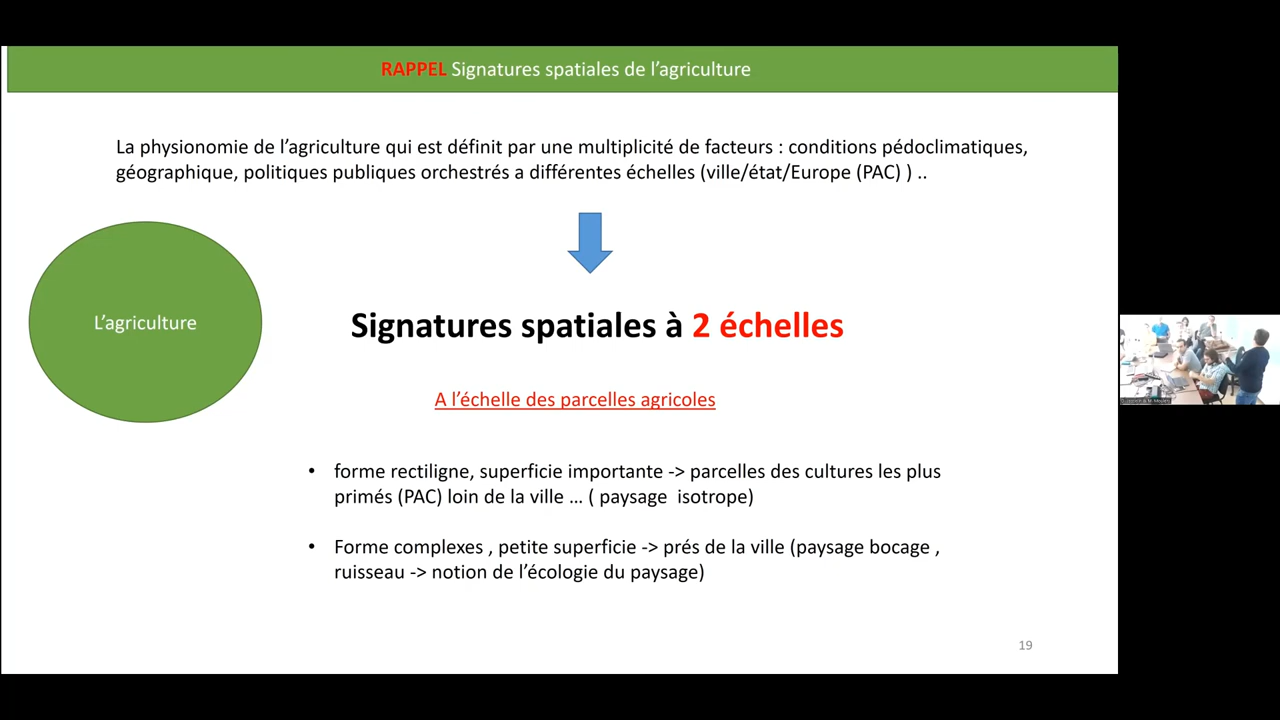 RAPPEL Signatures spatiales de l'agriculture
La physionomie de l'agriculture qui est définit par une multiplicité de facteurs : conditions pédoclimatiques,
géographique, politiques publiques orchestrés a différentes échelles (ville/état/Europe (PAC) ) ..
L'agriculture
Signatures spatiales à 2 échelles
A l'échelle des parcelles agricoles
• forme rectiligne, superficie importante -> parcelles des cultures les plus
primés (PAC) loin de la ville … ( paysage isotrope)
• Forme complexes , petite superficie -> prés de la ville (paysage bocage ,
ruisseau -> notion de l'écologie du paysage)
19